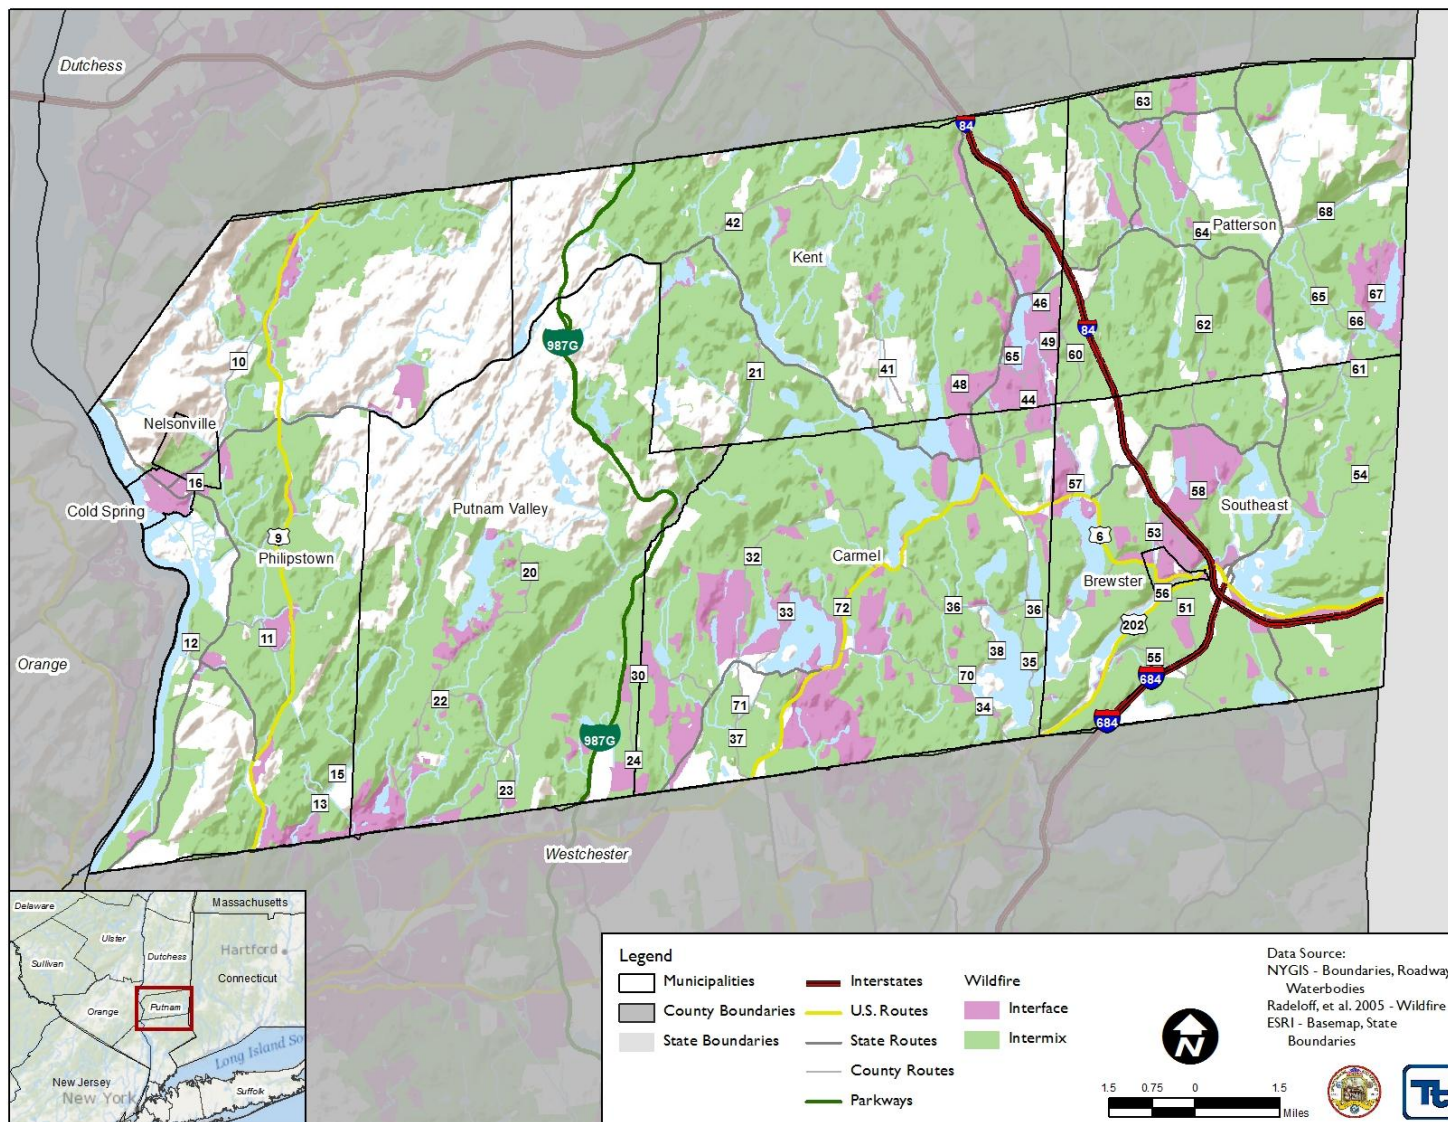 Dutchess
84
63
68
42
64
Patterson
Kent
67
65
46
66
62
84
987G
49
60
65
10
61
21
41
48
44
Nelsonville
54
16
57
58
Cold Spring
Putnam Valley
Southeast
9
6
53
Philipstown
32
Carmel
20
Brewster
56
33
72
36
36
51
202
11
12
38
55
Orange
35
30
70
684
22
71
34
684
37
987G
24
15
23
13
Westchester
Delaware
Massachusetts
Ulster
Hartford
Dutchess
Sullivan
Connecticut
Orange
Putnam
Long Island So
New Jersey
New York
Suffolk
Legend
Municipalities
County Boundaries
State Boundaries
Interstates
U.S. Routes
State Routes
County Routes
Parkways
Wildfire
Interface
Intermix
N
1.5 0.75 0 1.5
Miles
Data Source:
NYGIS - Boundaries, Roadway
Waterbodies
Radeloff, et al. 2005 - Wildfire
ESRI - Basemap, State
Boundaries
Tt